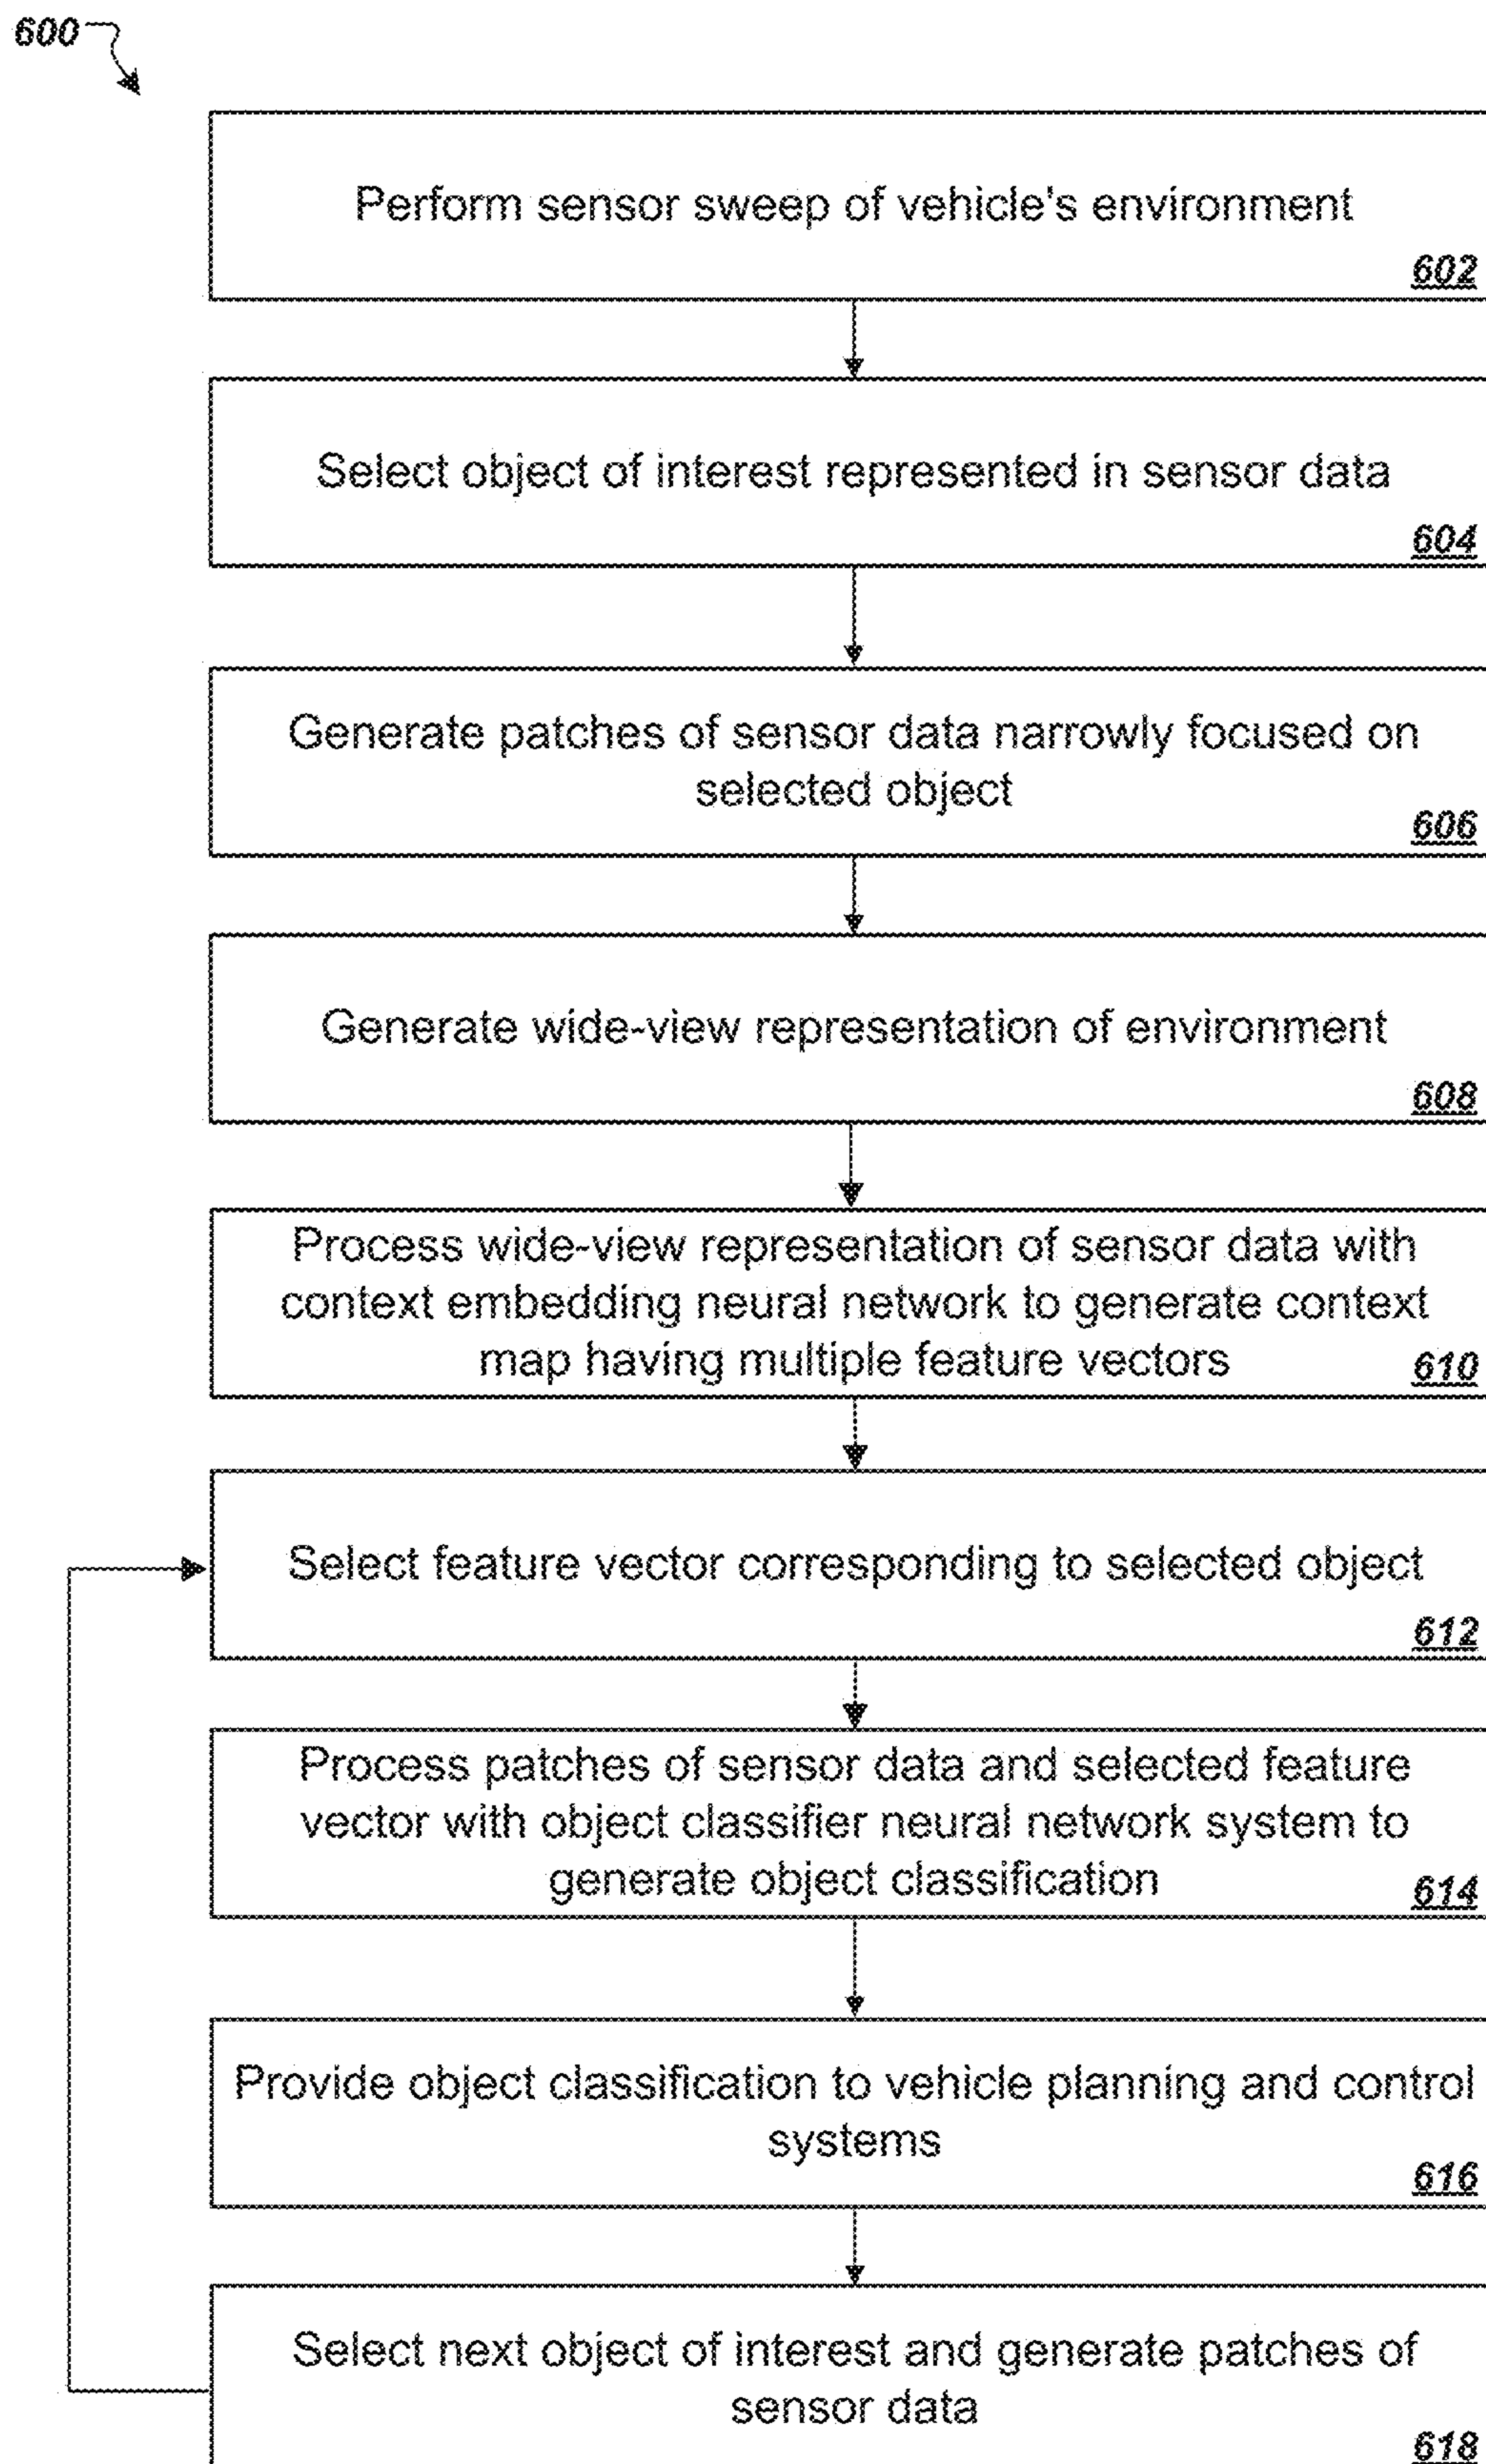 600
Perform sensor sweep of vehicle's environment
602
Select object of interest represented in sensor data
604
Generate patches of sensor data narrowly focused on
selected object
606
Generate wide-view representation of environment
608
Process wide-view representation of sensor data with
context embedding neural network to generate context
map having multiple feature vectors
610
Select feature vector corresponding to selected object
612
Process patches of sensor data and selected feature
vector with object classifier neural network system to
generate object classification
614
Provide object classification to vehicle planning and control
systems
616
Select next object of interest and generate patches of
sensor data
618